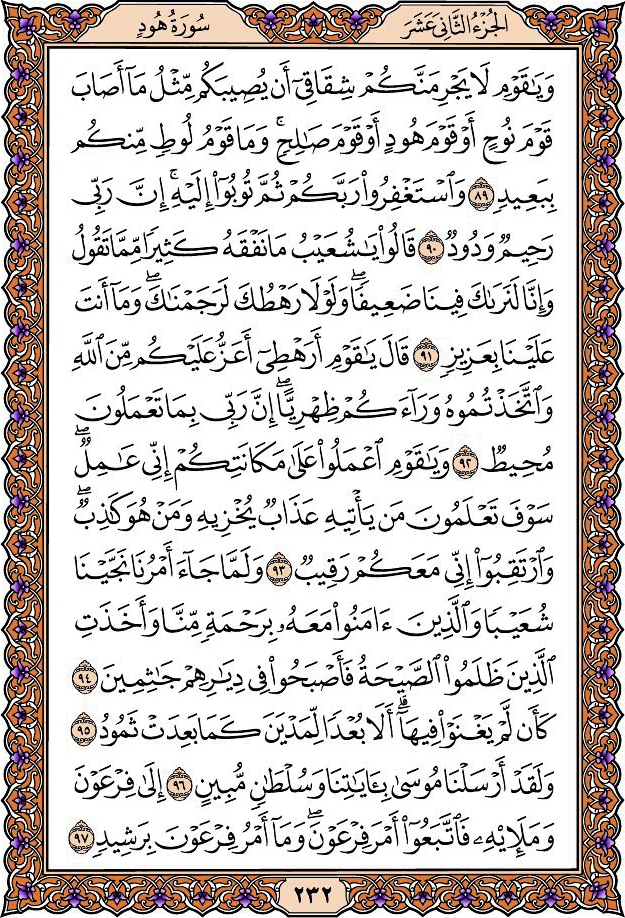 الجُزْءُ الثَّانِي عَشَرَ
سُورَةُ هُودٍ
وَيَٰقَوْمِ لَا يَجْرِمَنَّكُمْ شِقَاقِىٓ أَن يُصِيبَكُم مِّثْلُ مَآ أَصَابَ
قَوْمَ نُوحٍ أَوْ قَوْمَ هُودٍ أَوْ قَوْمَ صَٰلِحٍ ۚ وَمَا قَوْمُ لُوطٍ مِّنكُم
بِبَعِيدٍ ٨٩ وَٱسْتَغْفِرُوا۟ رَبَّكُمْ ثُمَّ تُوبُوٓا۟ إِلَيْهِ ۚ إِنَّ رَبِّى
رَحِيمٌ وَدُودٌ ٩٠ قَالُوا۟ يَٰشُعَيْبُ مَا نَفْقَهُ كَثِيرًا مِّمَّا تَقُولُ
وَإِنَّا لَنَرَىٰكَ فِينَا ضَعِيفًا ۖ وَلَوْلَا رَهْطُكَ لَرَجَمْنَٰكَ ۖ وَمَآ أَنتَ
عَلَيْنَا بِعَزِيزٍ ٩١ قَالَ يَٰقَوْمِ أَرَهْطِىٓ أَعَزُّ عَلَيْكُم مِّنَ ٱللَّهِ
وَٱتَّخَذْتُمُوهُ وَرَآءَكُمْ ظِهْرِيًّا ۖ إِنَّ رَبِّى بِمَا تَعْمَلُونَ
مُحِيطٌ ٩٢ وَيَٰقَوْمِ ٱعْمَلُوا۟ عَلَىٰ مَكَانَتِكُمْ إِنِّى عَٰمِلٌ ۖ
سَوْفَ تَعْلَمُونَ مَن يَأْتِيهِ عَذَابٌ يُخْزِيهِ وَمَنْ هُوَ كَٰذِبٌ ۖ
وَٱرْتَقِبُوٓا۟ إِنِّى مَعَكُمْ رَقِيبٌ ٩٣ وَلَمَّا جَآءَ أَمْرُنَا نَجَّيْنَا
شُعَيْبًا وَٱلَّذِينَ ءَامَنُوا۟ مَعَهُۥ بِرَحْمَةٍ مِّنَّا وَأَخَذَتِ
ٱلَّذِينَ ظَلَمُوا۟ ٱلصَّيْحَةُ فَأَصْبَحُوا۟ فِى دِيَٰرِهِمْ جَٰثِمِينَ ٩٤
كَأَن لَّمْ يَغْنَوْا۟ فِيهَآ ۗ أَلَا بُعْدًا لِّمَدْيَنَ كَمَا بَعِدَتْ ثَمُودُ ٩٥
وَلَقَدْ أَرْسَلْنَا مُوسَىٰ بِـَٔايَٰتِنَا وَسُلْطَٰنٍ مُّبِينٍ ٩٦ إِلَىٰ فِرْعَوْنَ
وَمَلَإِي۟هِۦ فَٱتَّبَعُوٓا۟ أَمْرَ فِرْعَوْنَ ۖ وَمَآ أَمْرُ فِرْعَوْنَ بِرَشِيدٍ ٩٧
٢٣٢